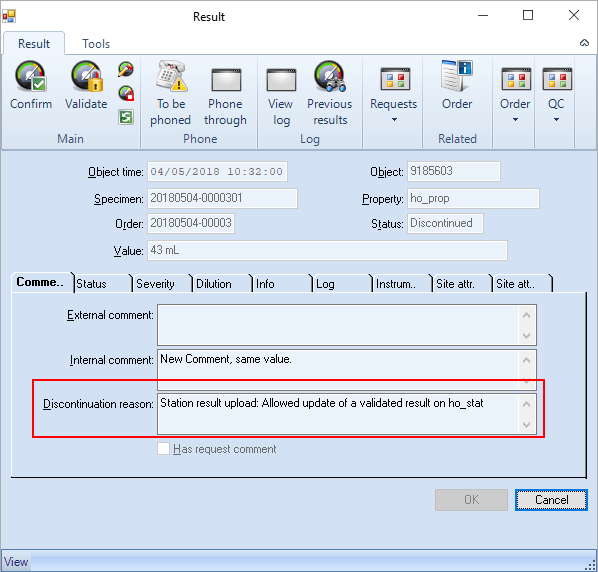 Result
Result Tools
Confirm Validate To be phoned Phone through View log Previous results Requests Order Order QC
Main Phone Log Related
Object time: 04/05/2018 10:32:00 Object: 9185603
Specimen: 20180504-0000301 Property: ho_prop
Order: 20180504-00003 Status: Discontinued
Value: 43 mL
Comme.. Status Severity Dilution Info Log Instrum.. Site attr. Site att..
External comment:
Internal comment: New Comment, same value.
Discontinuation reason: Station result upload: Allowed update of a validated result on ho_stat
Has request comment
OK Cancel
View